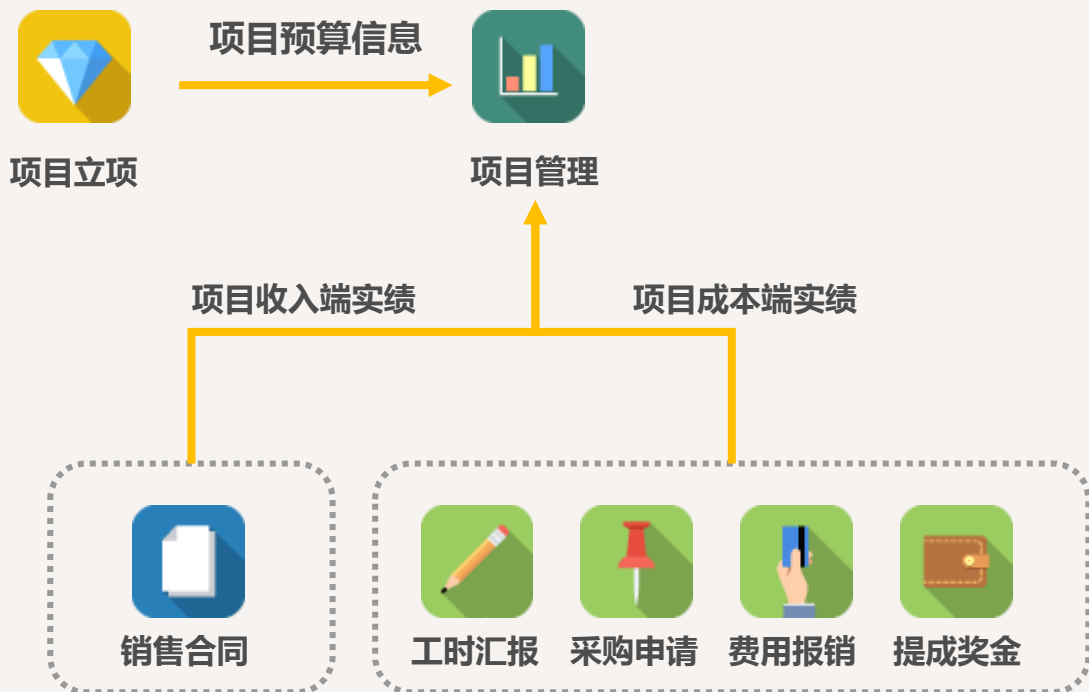 项目预算信息
项目立项
项目管理
项目收入端实绩
项目成本端实绩
销售合同
工时汇报
采购申请
费用报销
提成奖金